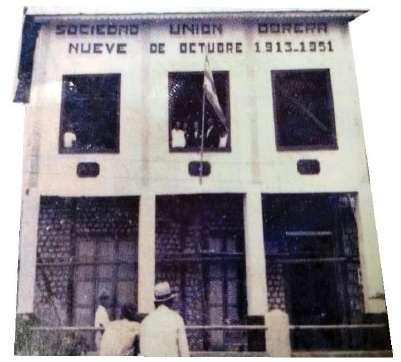 SOCIEDAD UNION OBRERA
NUEVE DE OCTUBRE 1913-1951